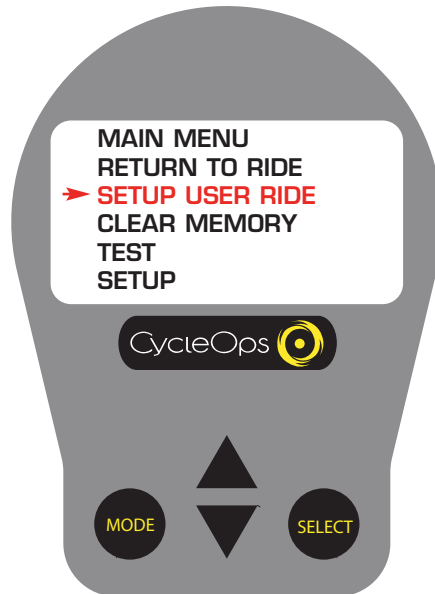 MAIN MENU
RETURN TO RIDE
SETUP USER RIDE
CLEAR MEMORY
TEST
SETUP
CycleOps
MODE
SELECT